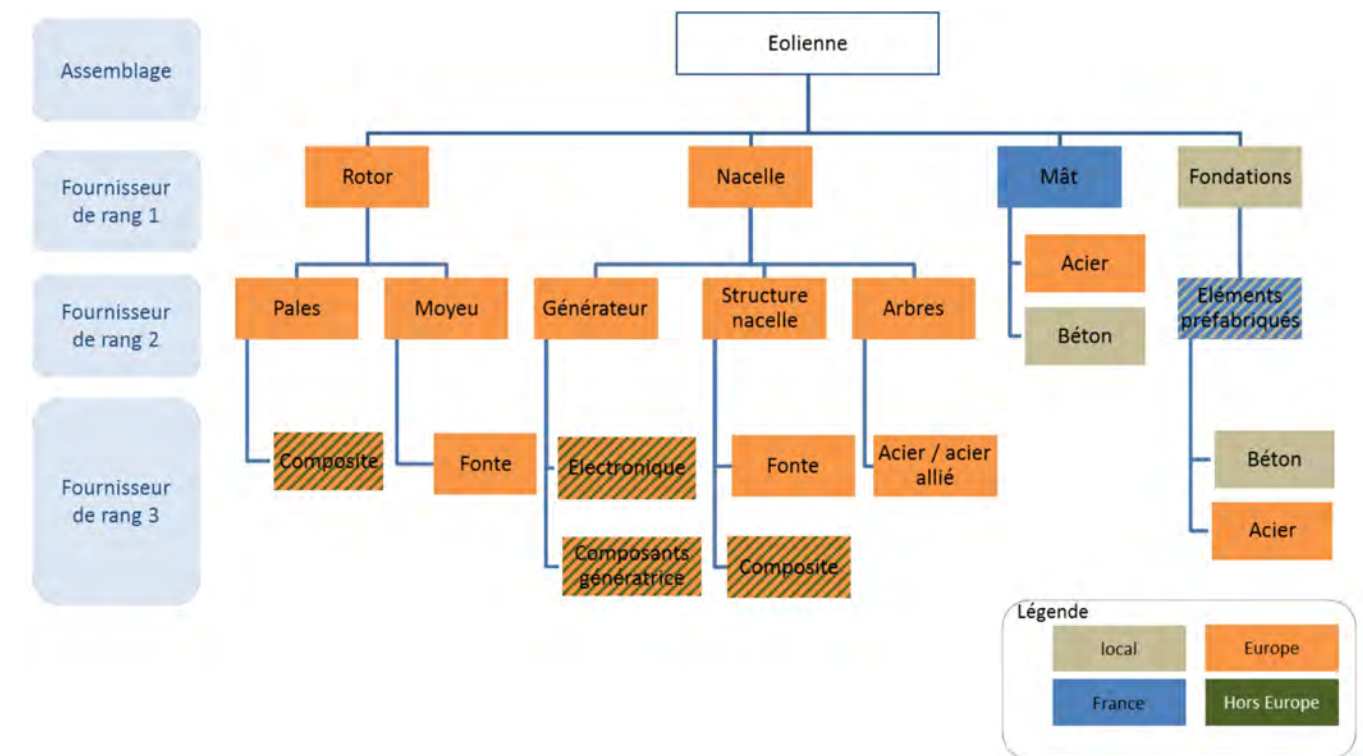 Eolienne
Assemblage
Fournisseur
de rang 1
Rotor
Nacelle
Mât
Fondations
Fournisseur
de rang 2
Pales
Moyeu
Générateur
Structure
nacelle
Arbres
Acier
Béton
Eléments
préfabriqués
Fournisseur
de rang 3
Composite
Fonte
Electronique
Composants
génératrice
Fonte
Composite
Acier / acier
allié
Béton
Acier
Légende
local
Europe
France
Hors Europe